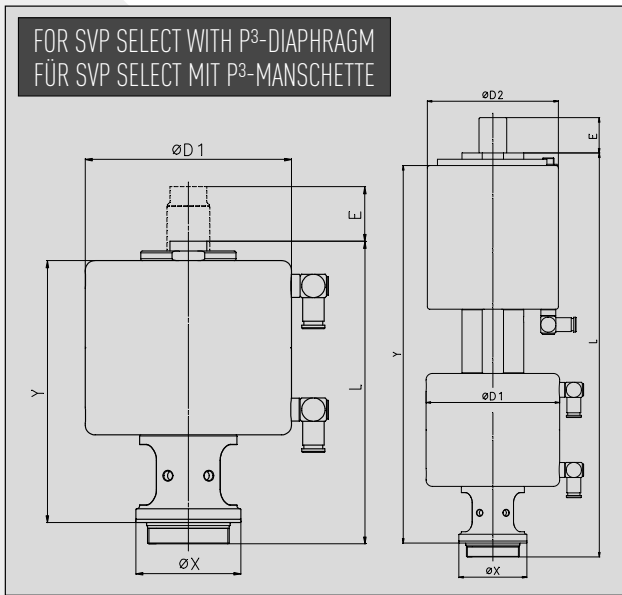 FOR SVP SELECT WITH P³-DIAPHRAGM
FÜR SVP SELECT MIT P³-MANSCHETTE
øD1
E
Y
L
øX
øD2
E
Y
L
øD1
øX